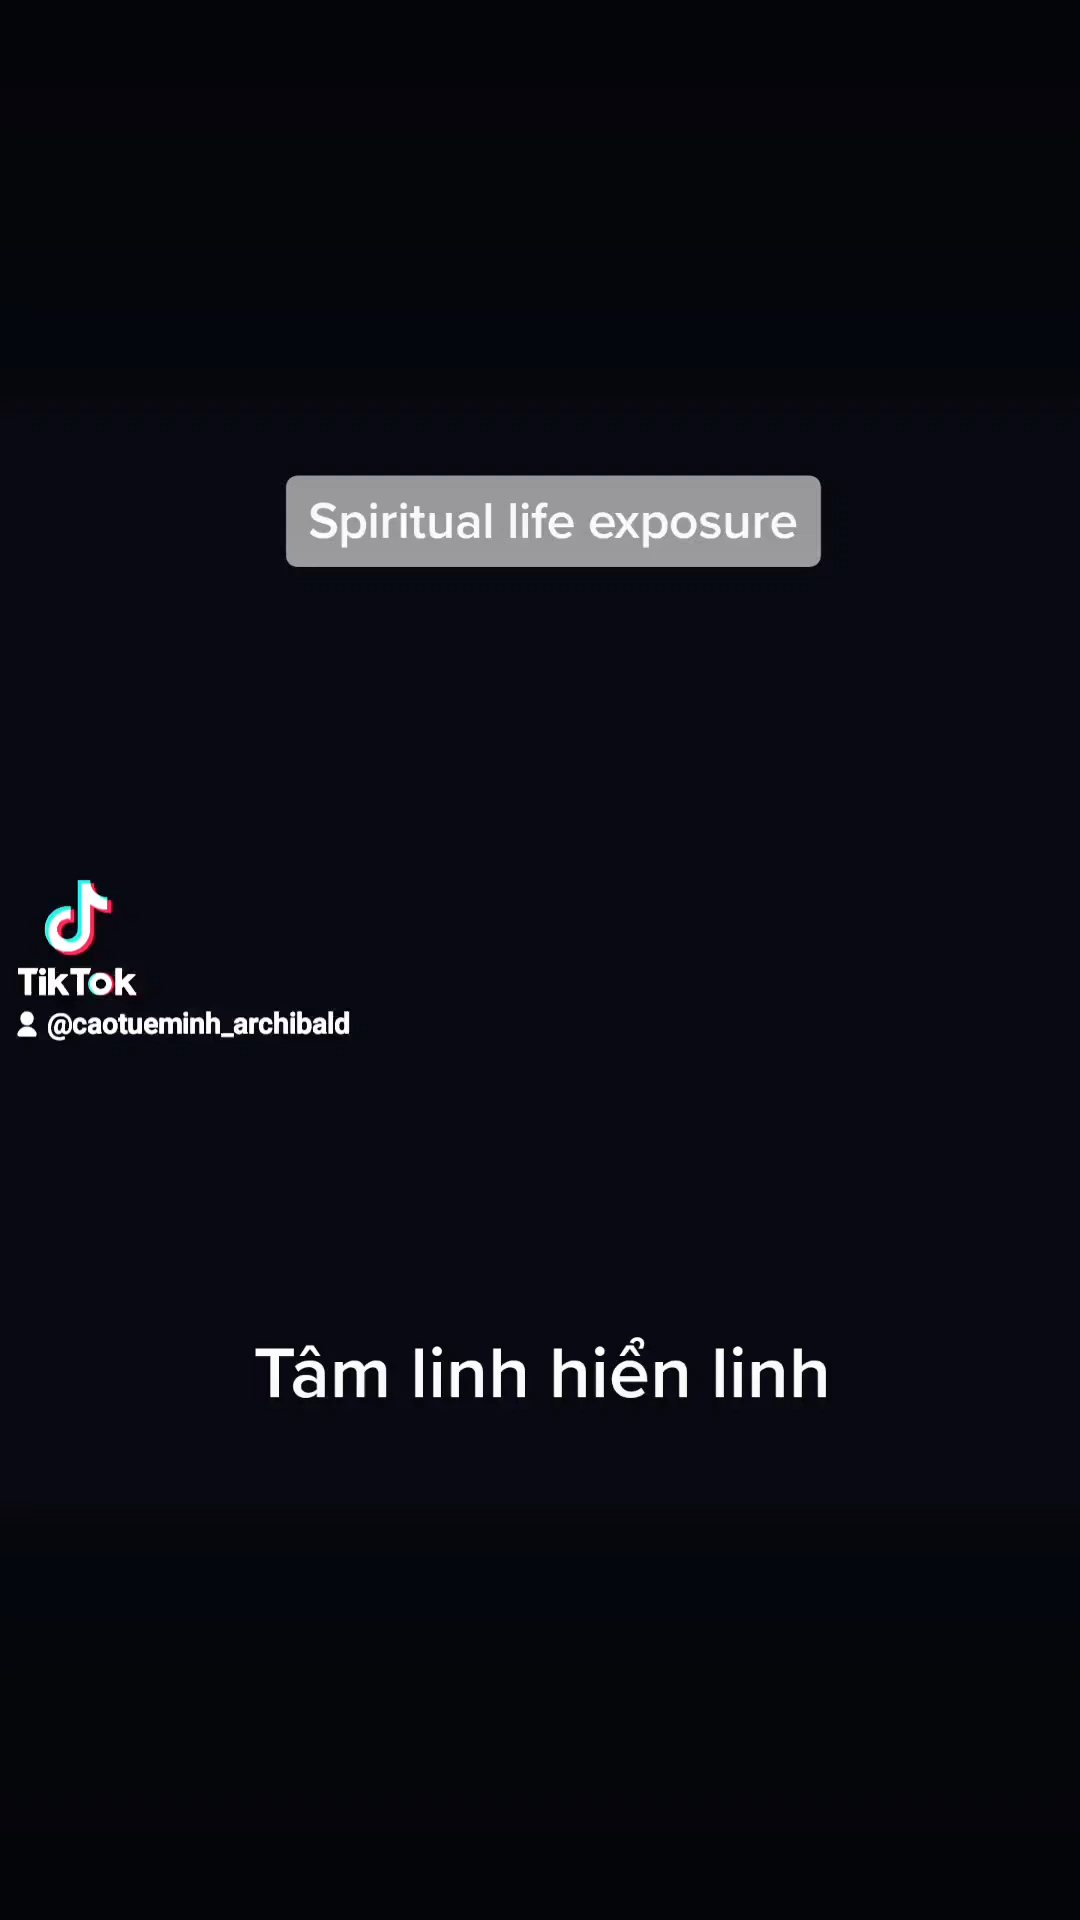 Spiritual life exposure
TikTok
@caotueminh_archibald
Tâm linh hiển linh